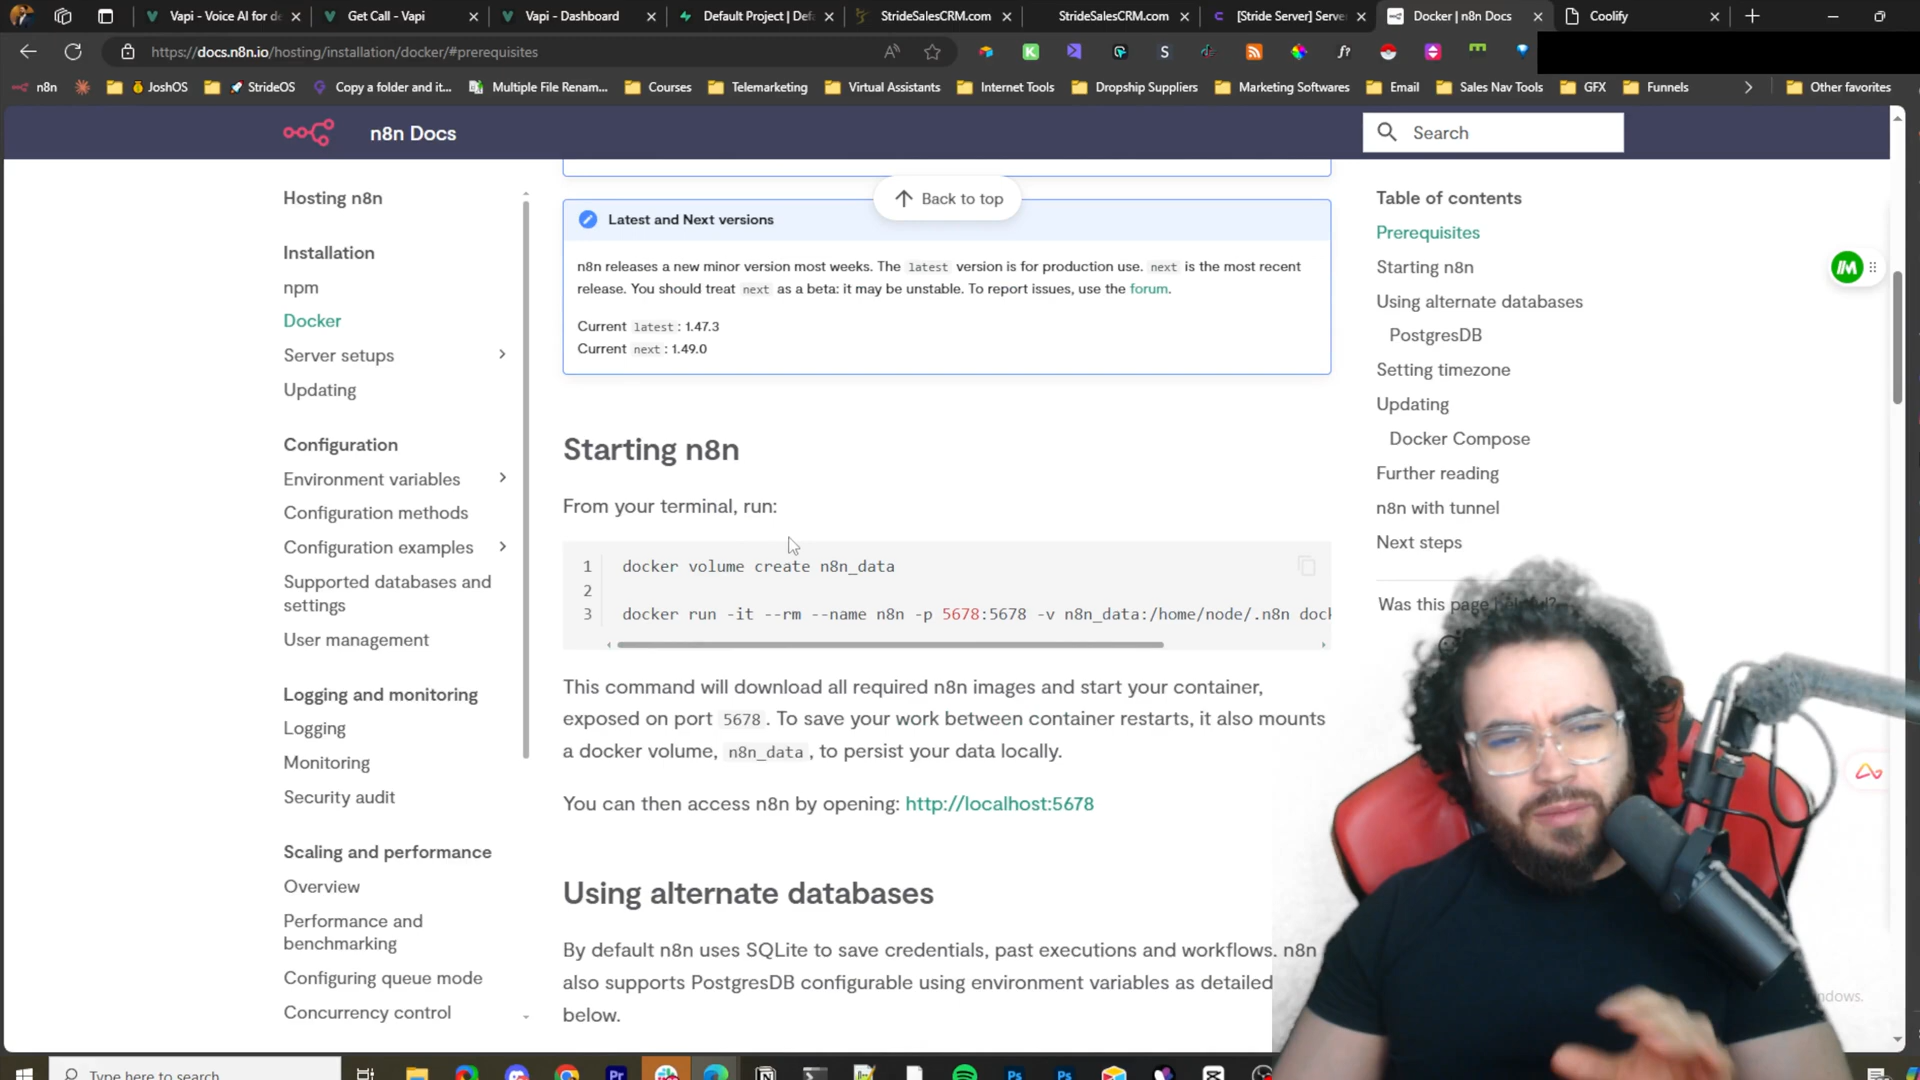 Vapi - Voice AI for de
Get Call - Vapi
Vapi - Dashboard
Default Project | Defa
StrideSalesCRM.com
StrideSalesCRM.com
[Stride Server] Server
Docker | n8n Docs
Coolify
https://docs.n8n.io/hosting/installation/docker/#prerequisites
n8n
JoshOS
StrideOS
Copy a folder and it...
Multiple File Renam...
Courses
Telemarketing
Virtual Assistants
Internet Tools
Dropship Suppliers
Marketing Softwares
Email
Sales Nav Tools
GFX
Funnels
Other favorites
n8n Docs
Search
Hosting n8n
Installation
npm
Docker
Server setups
Updating
Configuration
Environment variables
Configuration methods
Configuration examples
Supported databases and
settings
User management
Logging and monitoring
Logging
Monitoring
Security audit
Scaling and performance
Overview
Performance and
benchmarking
Configuring queue mode
Concurrency control
Back to top
Latest and Next versions
n8n releases a new minor version most weeks. The latest version is for production use. next is the most recent
release. You should treat next as a beta: it may be unstable. To report issues, use the forum.
Current latest: 1.47.3
Current next: 1.49.0
Starting n8n
From your terminal, run:
1 docker volume create n8n_data
2
3 docker run -it --rm --name n8n -p 5678:5678 -v n8n_data:/home/node/.n8n dock
This command will download all required n8n images and start your container,
exposed on port 5678. To save your work between container restarts, it also mounts
a docker volume, n8n_data, to persist your data locally.
You can then access n8n by opening: http://localhost:5678
Using alternate databases
By default n8n uses SQLite to save credentials, past executions and workflows. n8n
also supports PostgresDB configurable using environment variables as detailed
below.
Table of contents
Prerequisites
Starting n8n
Using alternate databases
PostgresDB
Setting timezone
Updating
Docker Compose
Further reading
n8n with tunnel
Next steps
Was this page helpful?
ndows.
Type here to search